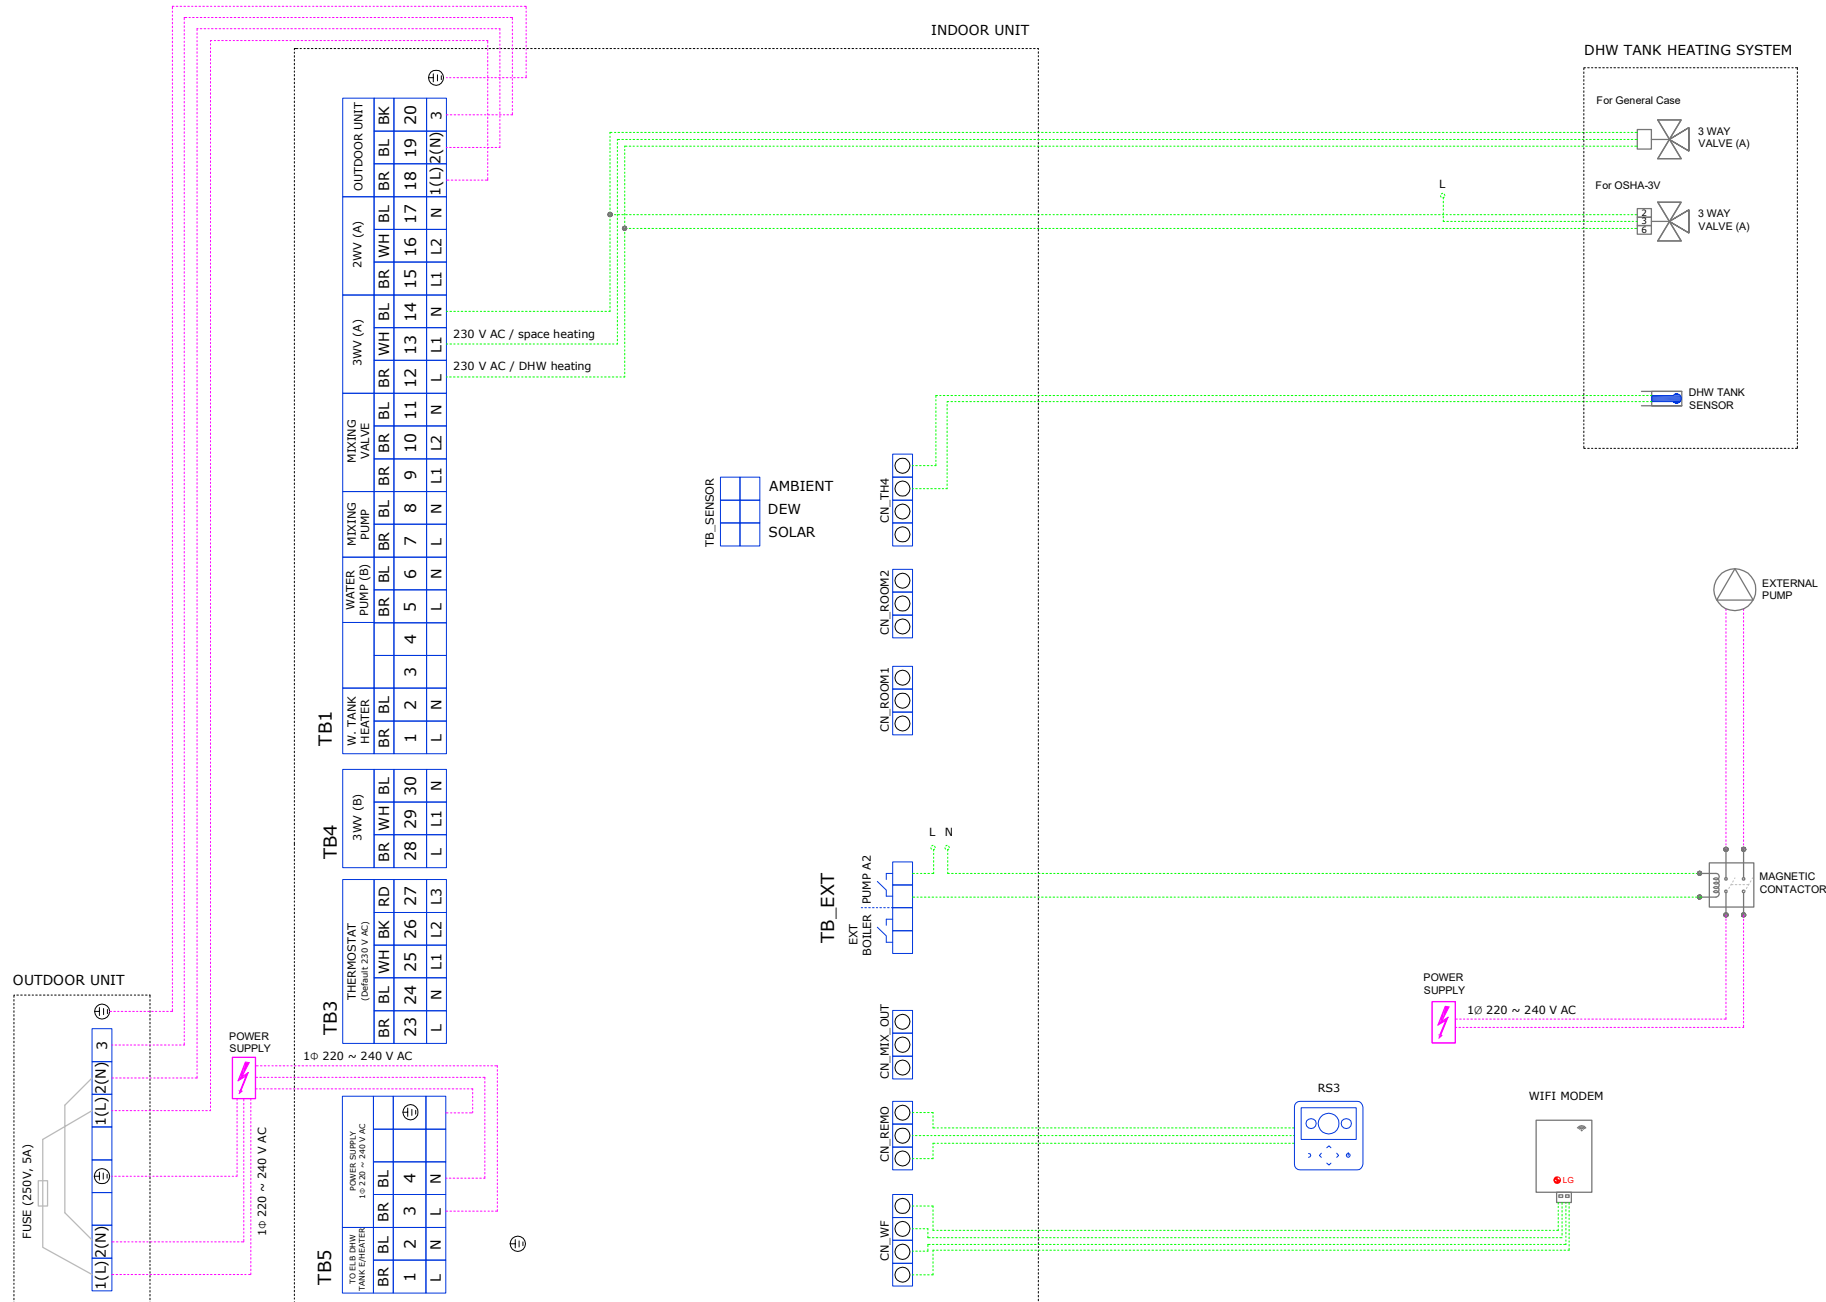 INDOOR UNIT
DHW TANK HEATING SYSTEM
For General Case
3 WAY
VALVE (A)
For OSHA-3V
L
2
3
6
3 WAY
VALVE (A)
DHW TANK
SENSOR
TB1
OUTDOOR UNIT
BK 20 3
BL 19 2(N)
BR 18 1(L)
2WV (A)
BL 17 N
WH 16 L2
BR 15 L1
3WV (A)
BL 14 N
WH 13 L1
BR 12 L
230 V AC / space heating
230 V AC / DHW heating
MIXING
VALVE
BL 11 N
BR 10 L2
BR 9 L1
MIXING
PUMP
BL 8 N
BR 7 L
WATER
PUMP (B)
BL 6 N
BR 5 L
4
3
W. TANK
HEATER
BL 2 N
BR 1 L
TB4
3WV (B)
BL 30 N
WH 29 L1
BR 28 L
TB3
THERMOSTAT
(Default 230 V AC)
RD 27 L3
BK 26 L2
WH 25 L1
BL 24 N
BR 23 L
1Φ 220 ~ 240 V AC
TB5
POWER SUPPLY
1Φ 220 ~ 240V AC
BL 4 N
BR 3 L
TO ELB DHW
TANK E/HEATER
BL 2 N
BR 1 L
TB_SENSOR
AMBIENT
DEW
SOLAR
CN_TH4
CN_ROOM2
CN_ROOM1
L N
TB_EXT
PUMP A2
EXT
BOILER
CN_MIX_OUT
CN_REMO
CN_WF
EXTERNAL
PUMP
MAGNETIC
CONTACTOR
POWER
SUPPLY
1Ø 220 ~ 240 V AC
RS3
WIFI MODEM
LG
OUTDOOR UNIT
3
2(N)
1(L)
2(N)
1(L)
FUSE (250V, 5A)
POWER
SUPPLY
1Φ 220 ~ 240 V AC